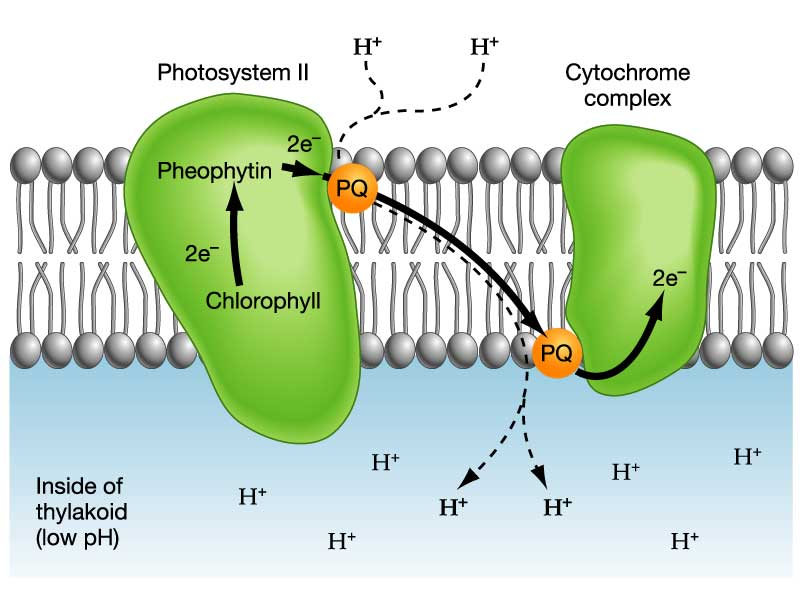 H⁺
H⁺
Photosystem II
Cytochrome
complex
2e⁻
Pheophytin
PQ
2e⁻
Chlorophyll
2e⁻
PQ
H⁺
H⁺
H⁺
Inside of
thylakoid
(low pH)
H⁺
H⁺
H⁺
H⁺
H⁺